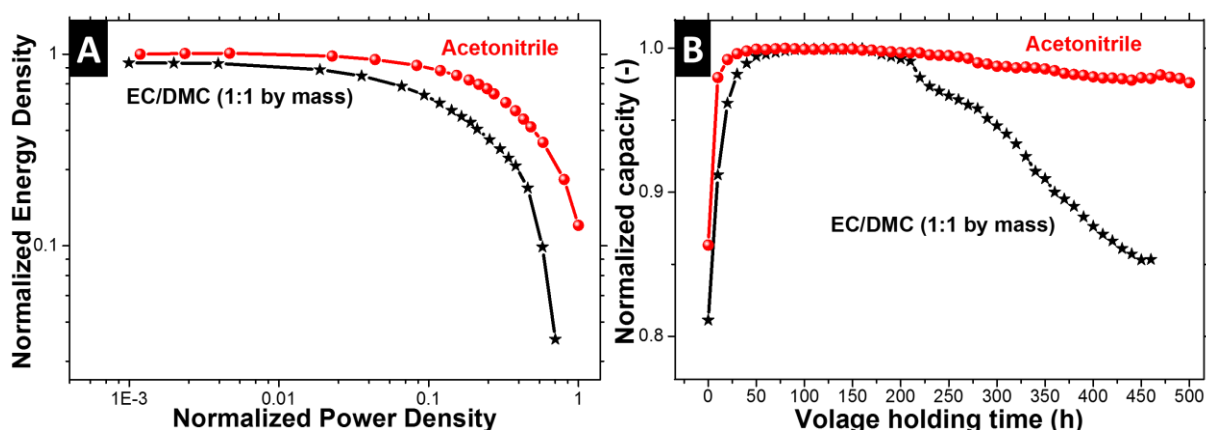 A
Acetonitrile
EC/DMC (1:1 by mass)
Normalized Energy Density
1
0.1
1E-3
0.01
0.1
1
Normalized Power Density
B
Acetonitrile
EC/DMC (1:1 by mass)
Normalized capacity (-)
1.0
0.9
0.8
0
50
100
150
200
250
300
350
400
450
500
Volage holding time (h)